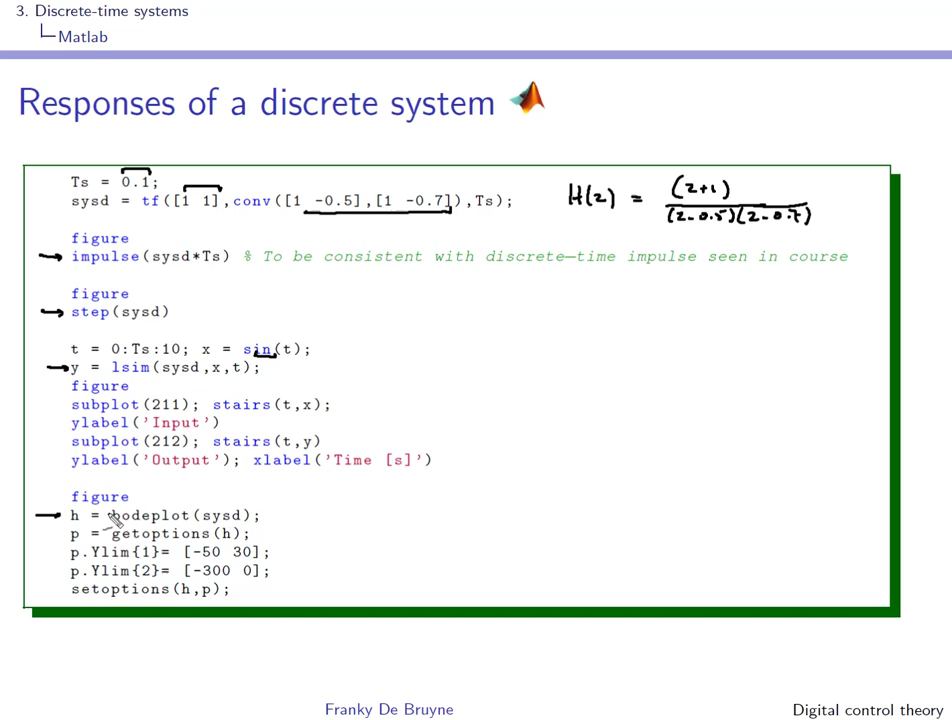 3. Discrete-time systems
Matlab
Responses of a discrete system
Ts = 0.1;
sysd = tf([1 1],conv([1 -0.5],[1 -0.7]),Ts);
H(z) = (z+1)
(z-0.5)(z-0.7)
figure
impulse(sysd*Ts) % To be consistent with discrete-time impulse seen in course
figure
step(sysd)
t = 0:Ts:10; x = sin(t);
y = lsim(sysd,x,t);
figure
subplot(211); stairs(t,x);
ylabel('Input')
subplot(212); stairs(t,y)
ylabel('Output'); xlabel('Time [s]')
figure
h = bodeplot(sysd);
p = getoptions(h);
p.Ylim{1}= [-50 30];
p.Ylim{2}= [-300 0];
setoptions(h,p);
Franky De Bruyne
Digital control theory